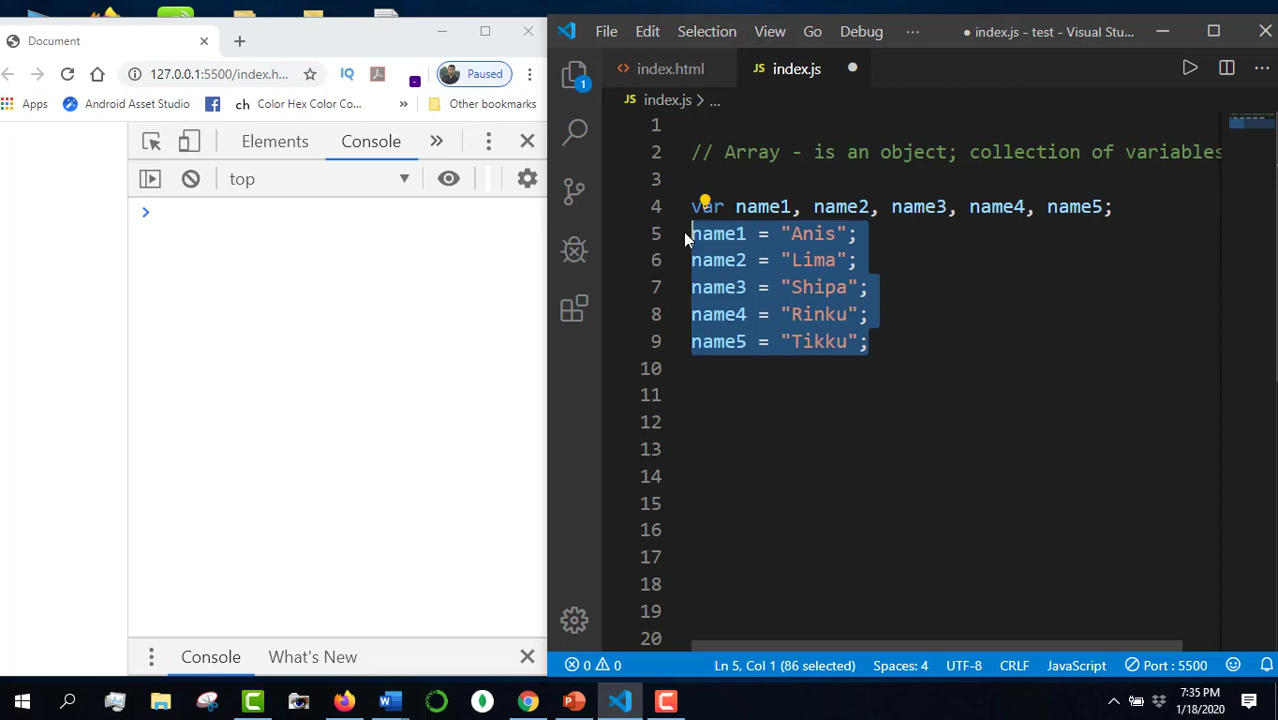 Document
127.0.0.1:5500/index.h...
IQ
Paused
Apps
Android Asset Studio
ch Color Hex Color Co...
»
Other bookmarks
Elements
Console
»
top
>
Console
What's New
File Edit Selection View Go Debug ...
● index.js - test - Visual Stu...
<> index.html
JS index.js ●
JS index.js > ...
1
2 // Array - is an object; collection of variables
3
4 var name1, name2, name3, name4, name5;
5 name1 = "Anis";
6 name2 = "Lima";
7 name3 = "Shipa";
8 name4 = "Rinku";
9 name5 = "Tikku";
10
11
12
13
14
15
16
17
18
19
20
1
0 0
Ln 5, Col 1 (86 selected)
Spaces: 4
UTF-8
CRLF
JavaScript
Port : 5500
7:35 PM
1/18/2020